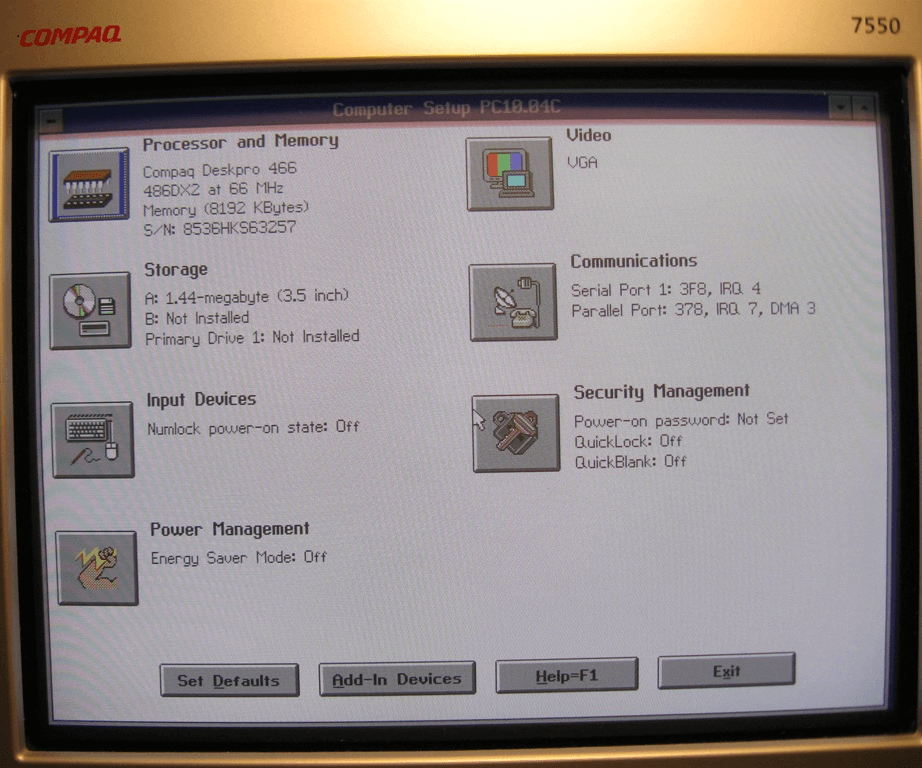 COMPAQ
7550
Computer Setup PC10.04C
Processor and Memory
Compaq Deskpro 466
486DX2 at 66 MHz
Memory (8192 KBytes)
S/N: 8536HKS63257
Video
VGA
Storage
A: 1.44-megabyte (3.5 inch)
B: Not Installed
Primary Drive 1: Not Installed
Communications
Serial Port 1: 3F8, IRQ 4
Parallel Port: 378, IRQ 7, DMA 3
Input Devices
Numlock power-on state: Off
Security Management
Power-on password: Not Set
QuickLock: Off
QuickBlank: Off
Power Management
Energy Saver Mode: Off
Set Defaults
Add-In Devices
Help=F1
Exit